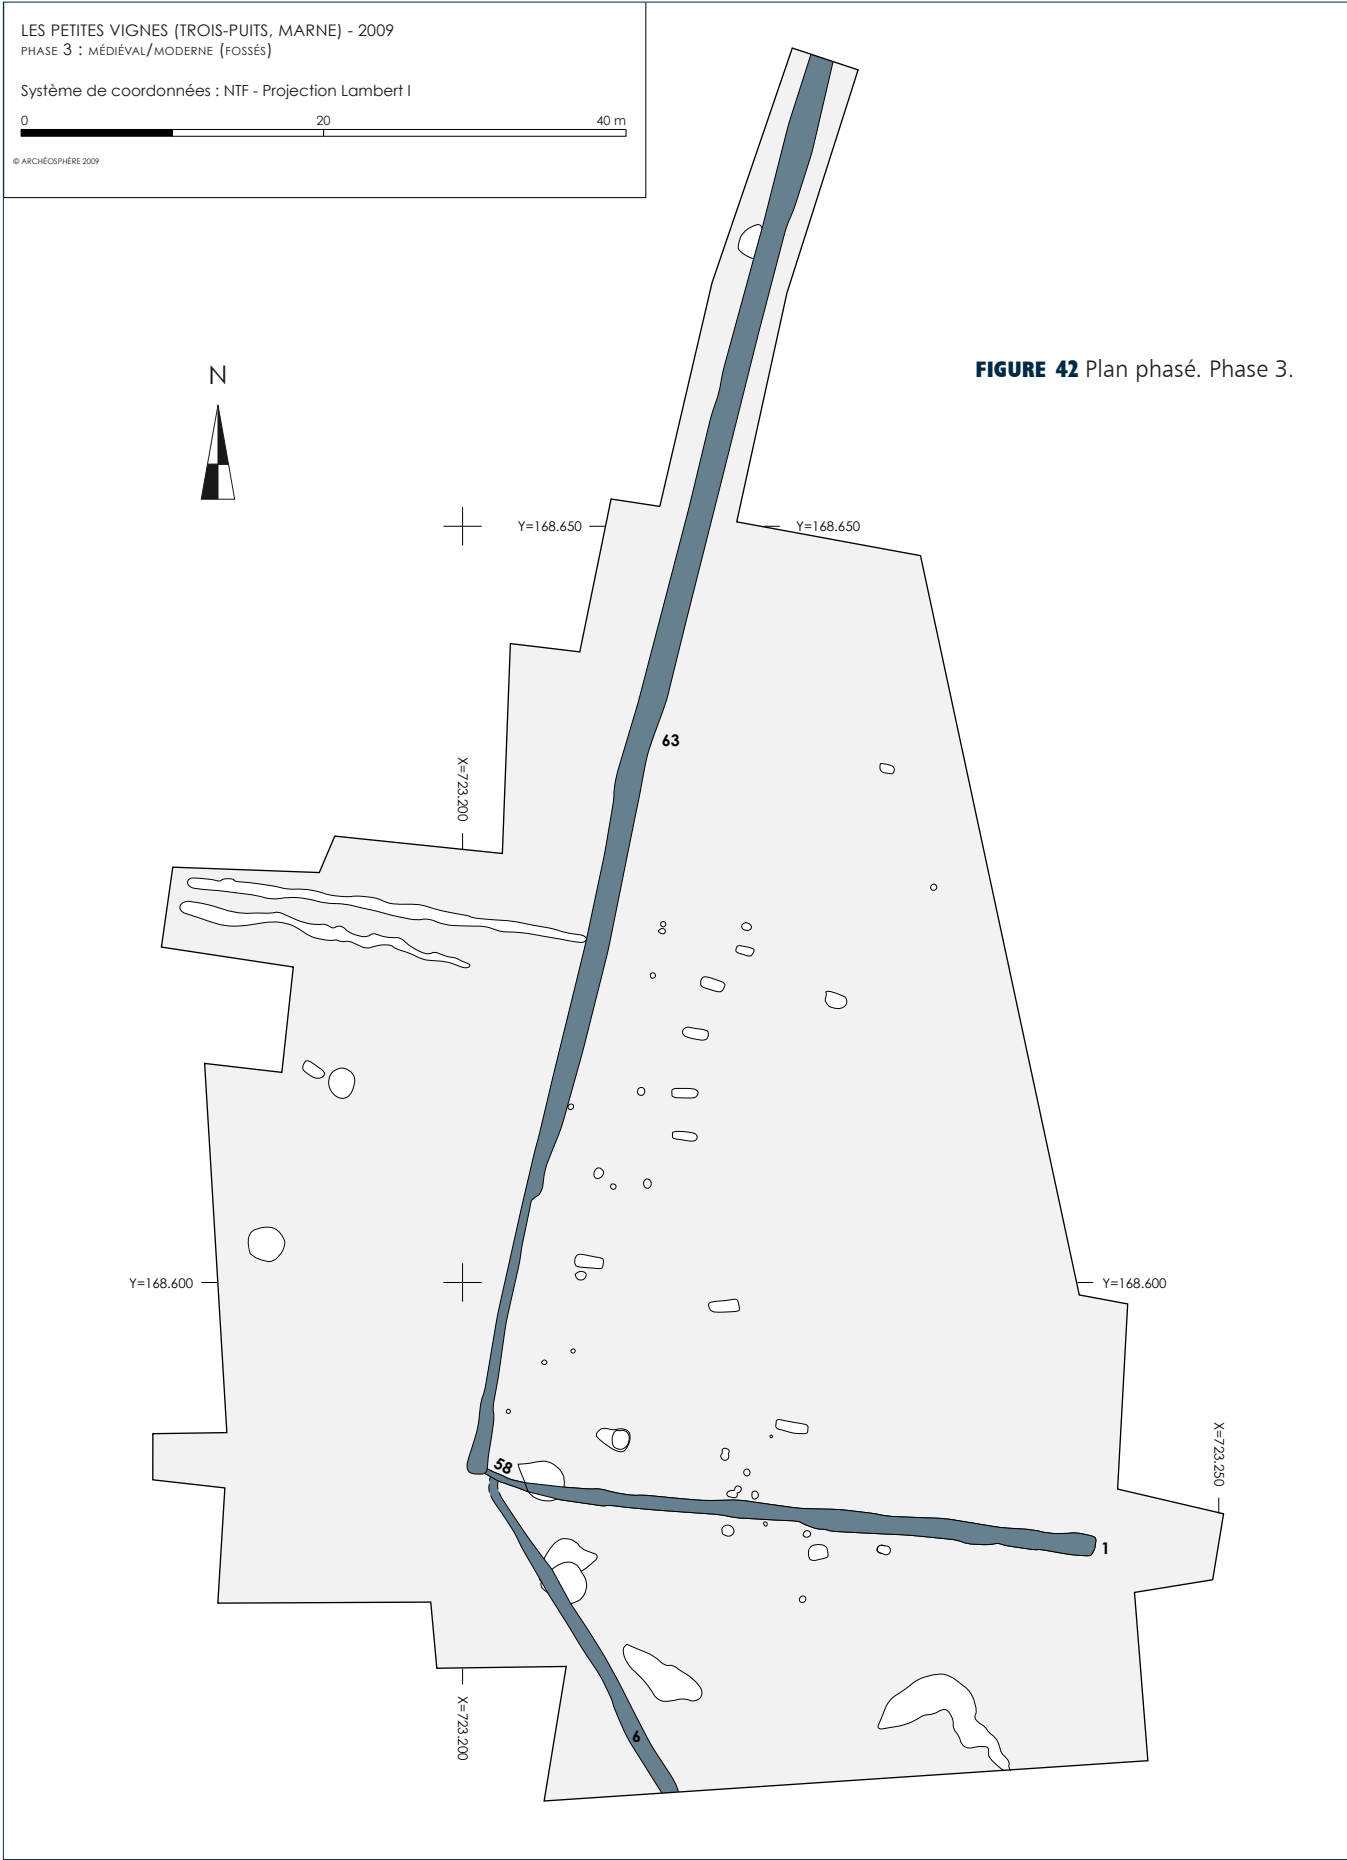 LES PETITES VIGNES (TROIS-PUITS, MARNE) - 2009
PHASE 3 : MÉDIÉVAL/MODERNE (FOSSÉS)
Système de coordonnées : NTF - Projection Lambert I
0 20 40 m
© ARCHÉOSPHÈRE 2009
FIGURE 42 Plan phasé. Phase 3.
N
Y=168.650 Y=168.650
63
X=723.200
Y=168.600 Y=168.600
X=723.250
58
1
X=723.200
6